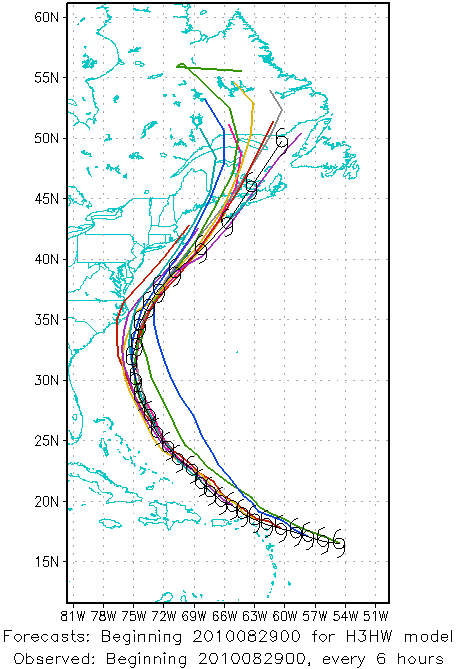 60N
55N
50N
45N
40N
35N
30N
25N
20N
15N
81W 78W 75W 72W 69W 66W 63W 60W 57W 54W 51W
Forecasts: Beginning 2010082900 for H3HW model
Observed: Beginning 2010082900, every 6 hours